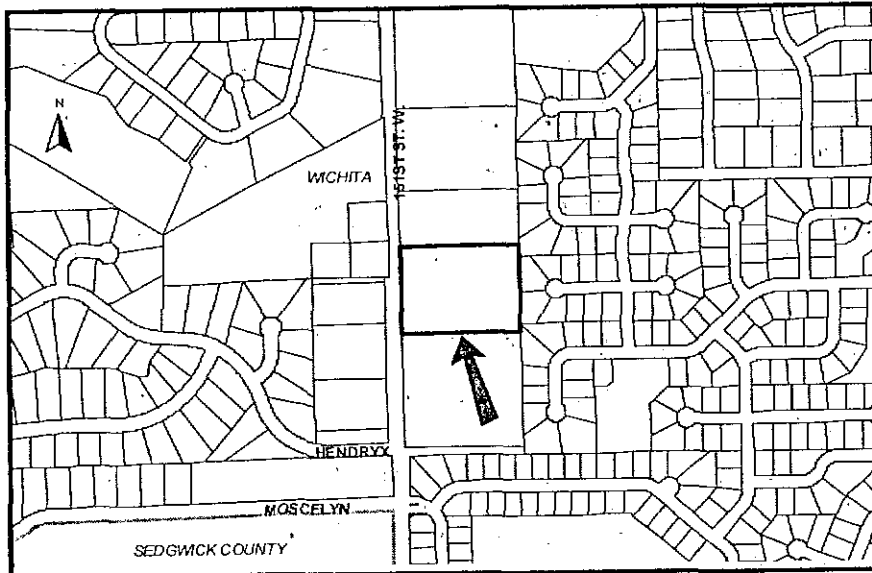 N
WICHITA
151ST ST. W.
HENDRYX
MOSCELYN
SEDGWICK COUNTY